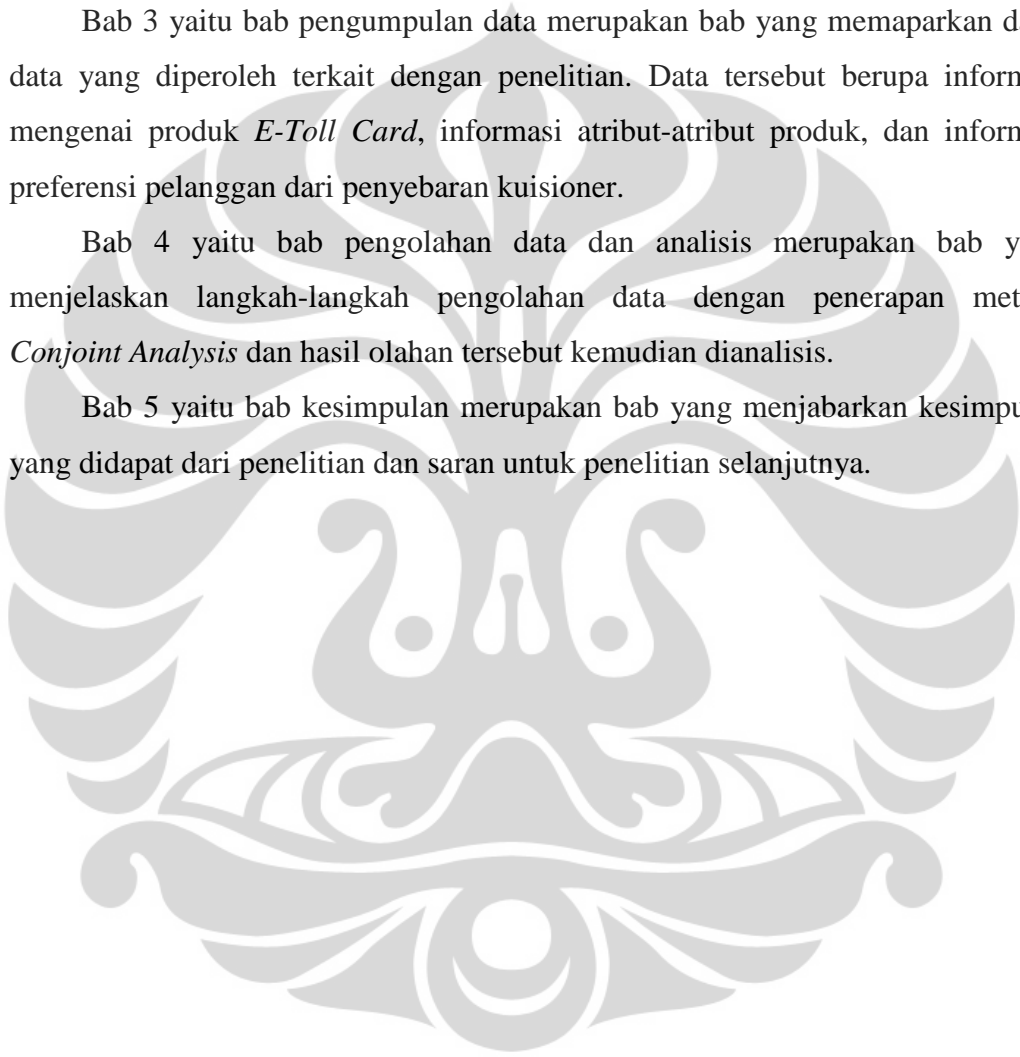 Bab 3 yaitu bab pengumpulan data merupakan bab yang memaparkan da
data yang diperoleh terkait dengan penelitian. Data tersebut berupa inform
mengenai produk E-Toll Card, informasi atribut-atribut produk, dan inform
preferensi pelanggan dari penyebaran kuisioner.
Bab 4 yaitu bab pengolahan data dan analisis merupakan bab y
menjelaskan langkah-langkah pengolahan data dengan penerapan met
Conjoint Analysis dan hasil olahan tersebut kemudian dianalisis.
Bab 5 yaitu bab kesimpulan merupakan bab yang menjabarkan kesimpu
yang didapat dari penelitian dan saran untuk penelitian selanjutnya.